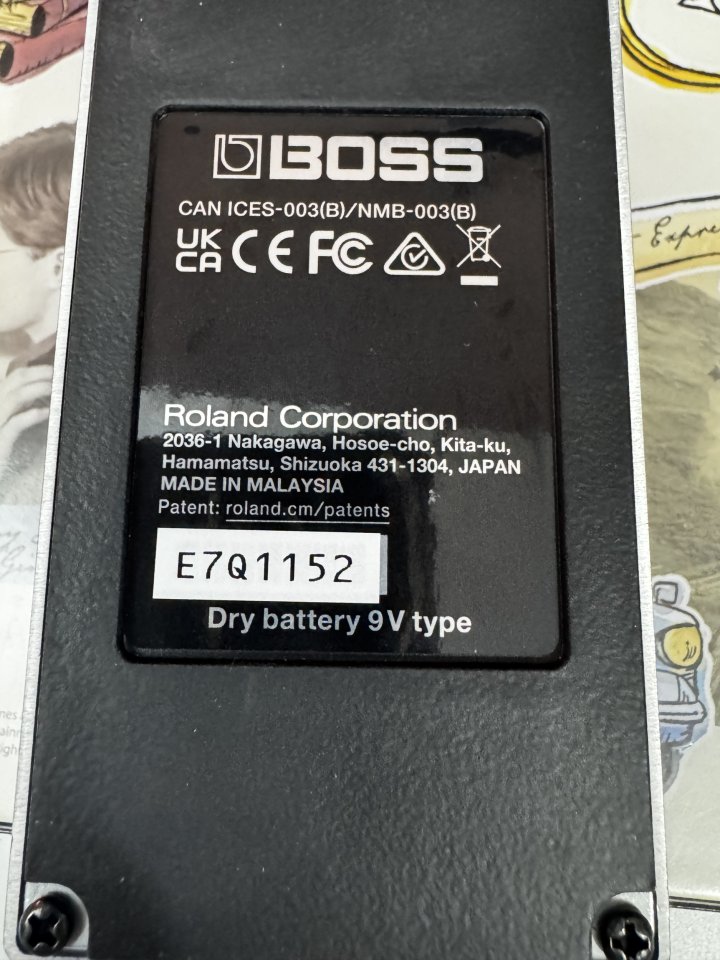 BOSS
CAN ICES-003(B)/NMB-003(B)
UK CA CE FC
Roland Corporation
2036-1 Nakagawa, Hosoe-cho, Kita-ku,
Hamamatsu, Shizuoka 431-1304, JAPAN
MADE IN MALAYSIA
Patent: roland.cm/patents
E7Q1152
Dry battery 9V type